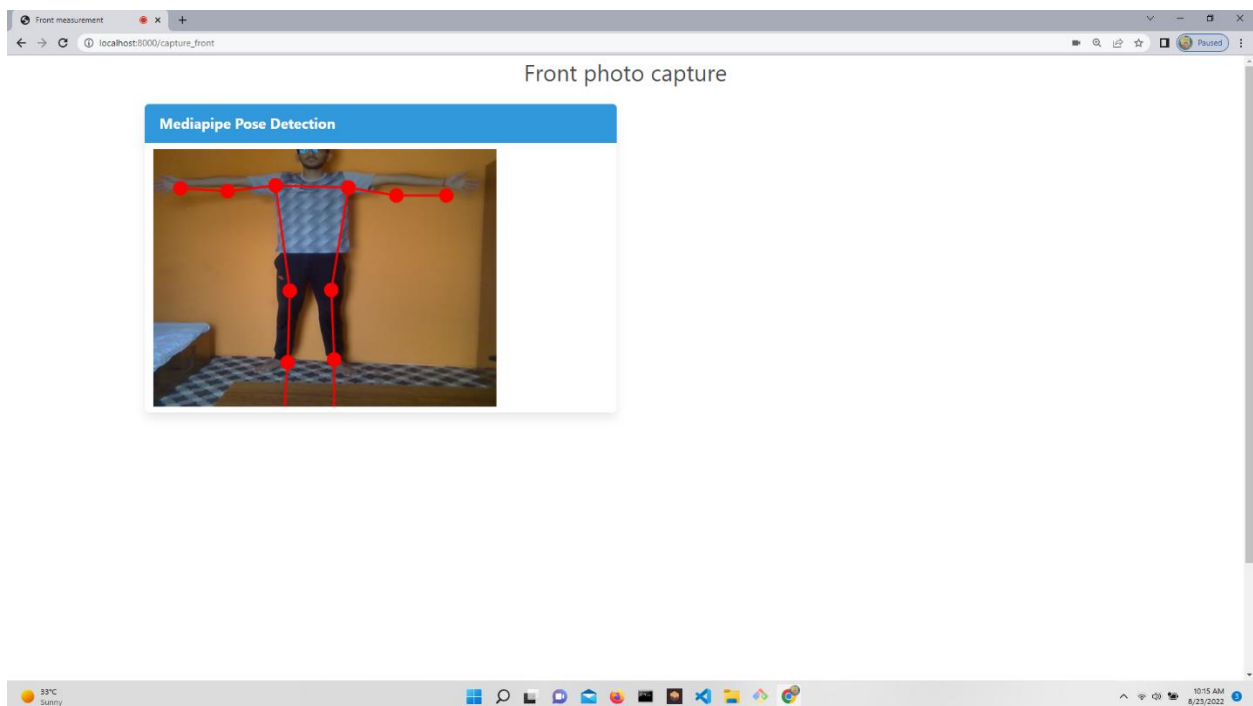 Front measurement
localhost:8000/capture_front
Paused
Front photo capture
Mediapipe Pose Detection
33°C
Sunny
10:15 AM
8/23/2022
3